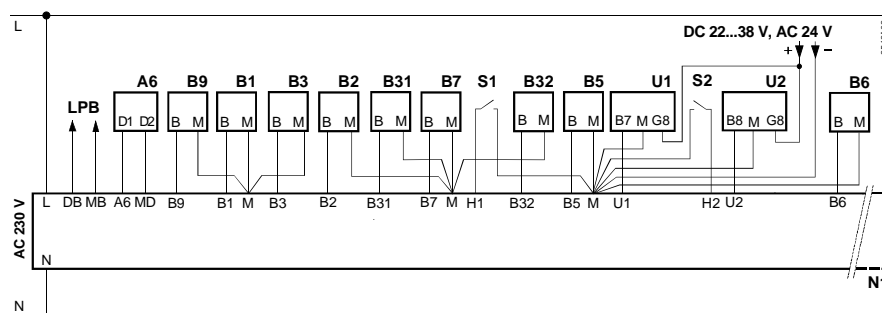 L
DC 22...38 V, AC 24 V
+ −
A6 B9 B1 B3 B2 B31 B7 S1 B32 B5 U1 S2 U2 B6
LPB
D1 D2 B M B M B M B M B M B M B M B M B7 M G8 B8 M G8 B M
L DB MB A6 MD B9 B1 M B3 B2 B31 B7 M H1 B32 B5 M U1 H2 U2 B6
AC 230 V
N
N1
N